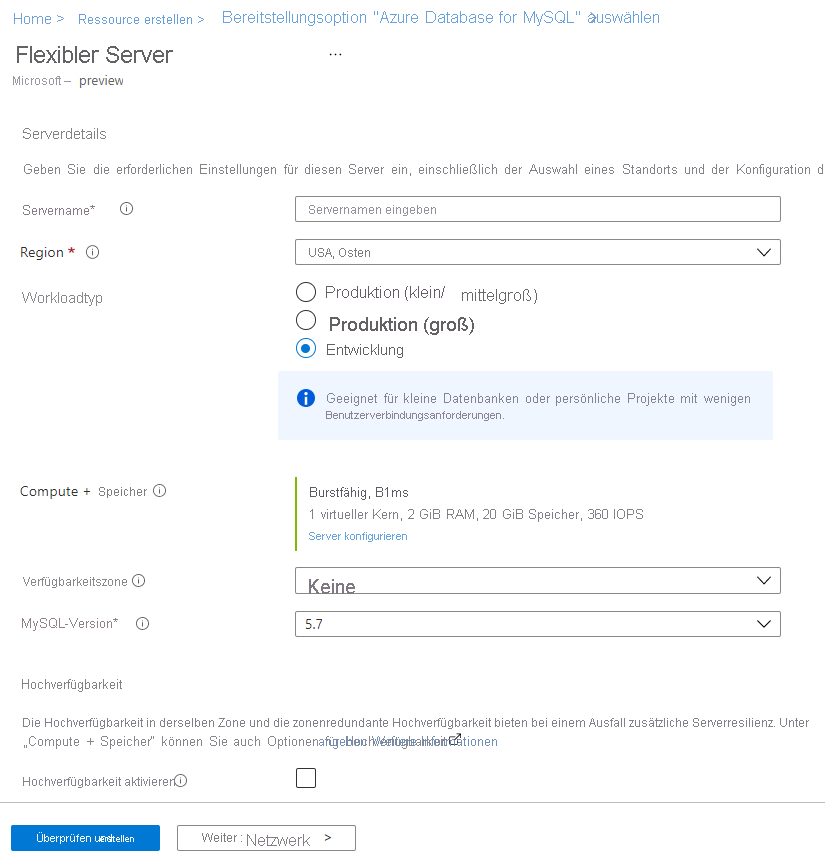 Home > Ressource erstellen > Bereitstellungsoption "Azure Database for MySQL" auswählen
Flexibler Server ...
Microsoft – preview
Serverdetails
Geben Sie die erforderlichen Einstellungen für diesen Server ein, einschließlich der Auswahl eines Standorts und der Konfiguration d
Servername* Servernamen eingeben
Region * USA, Osten
Workloadtyp Produktion (klein/ mittelgroß)
Produktion (groß)
Entwicklung
Geeignet für kleine Datenbanken oder persönliche Projekte mit wenigen
Benutzerverbindungsanforderungen.
Compute + Speicher Burstfähig, B1ms
1 virtueller Kern, 2 GiB RAM, 20 GiB Speicher, 360 IOPS
Server konfigurieren
Verfügbarkeitszone Keine
MySQL-Version* 5.7
Hochverfügbarkeit
Die Hochverfügbarkeit in derselben Zone und die zonenredundante Hochverfügbarkeit bieten bei einem Ausfall zusätzliche Serverresilienz. Unter
„Compute + Speicher" können Sie auch Optionen für Hochverfügbarkeit angeben. Weitere Informationen
Hochverfügbarkeit aktivieren
Überprüfen und erstellen Weiter : Netzwerk >